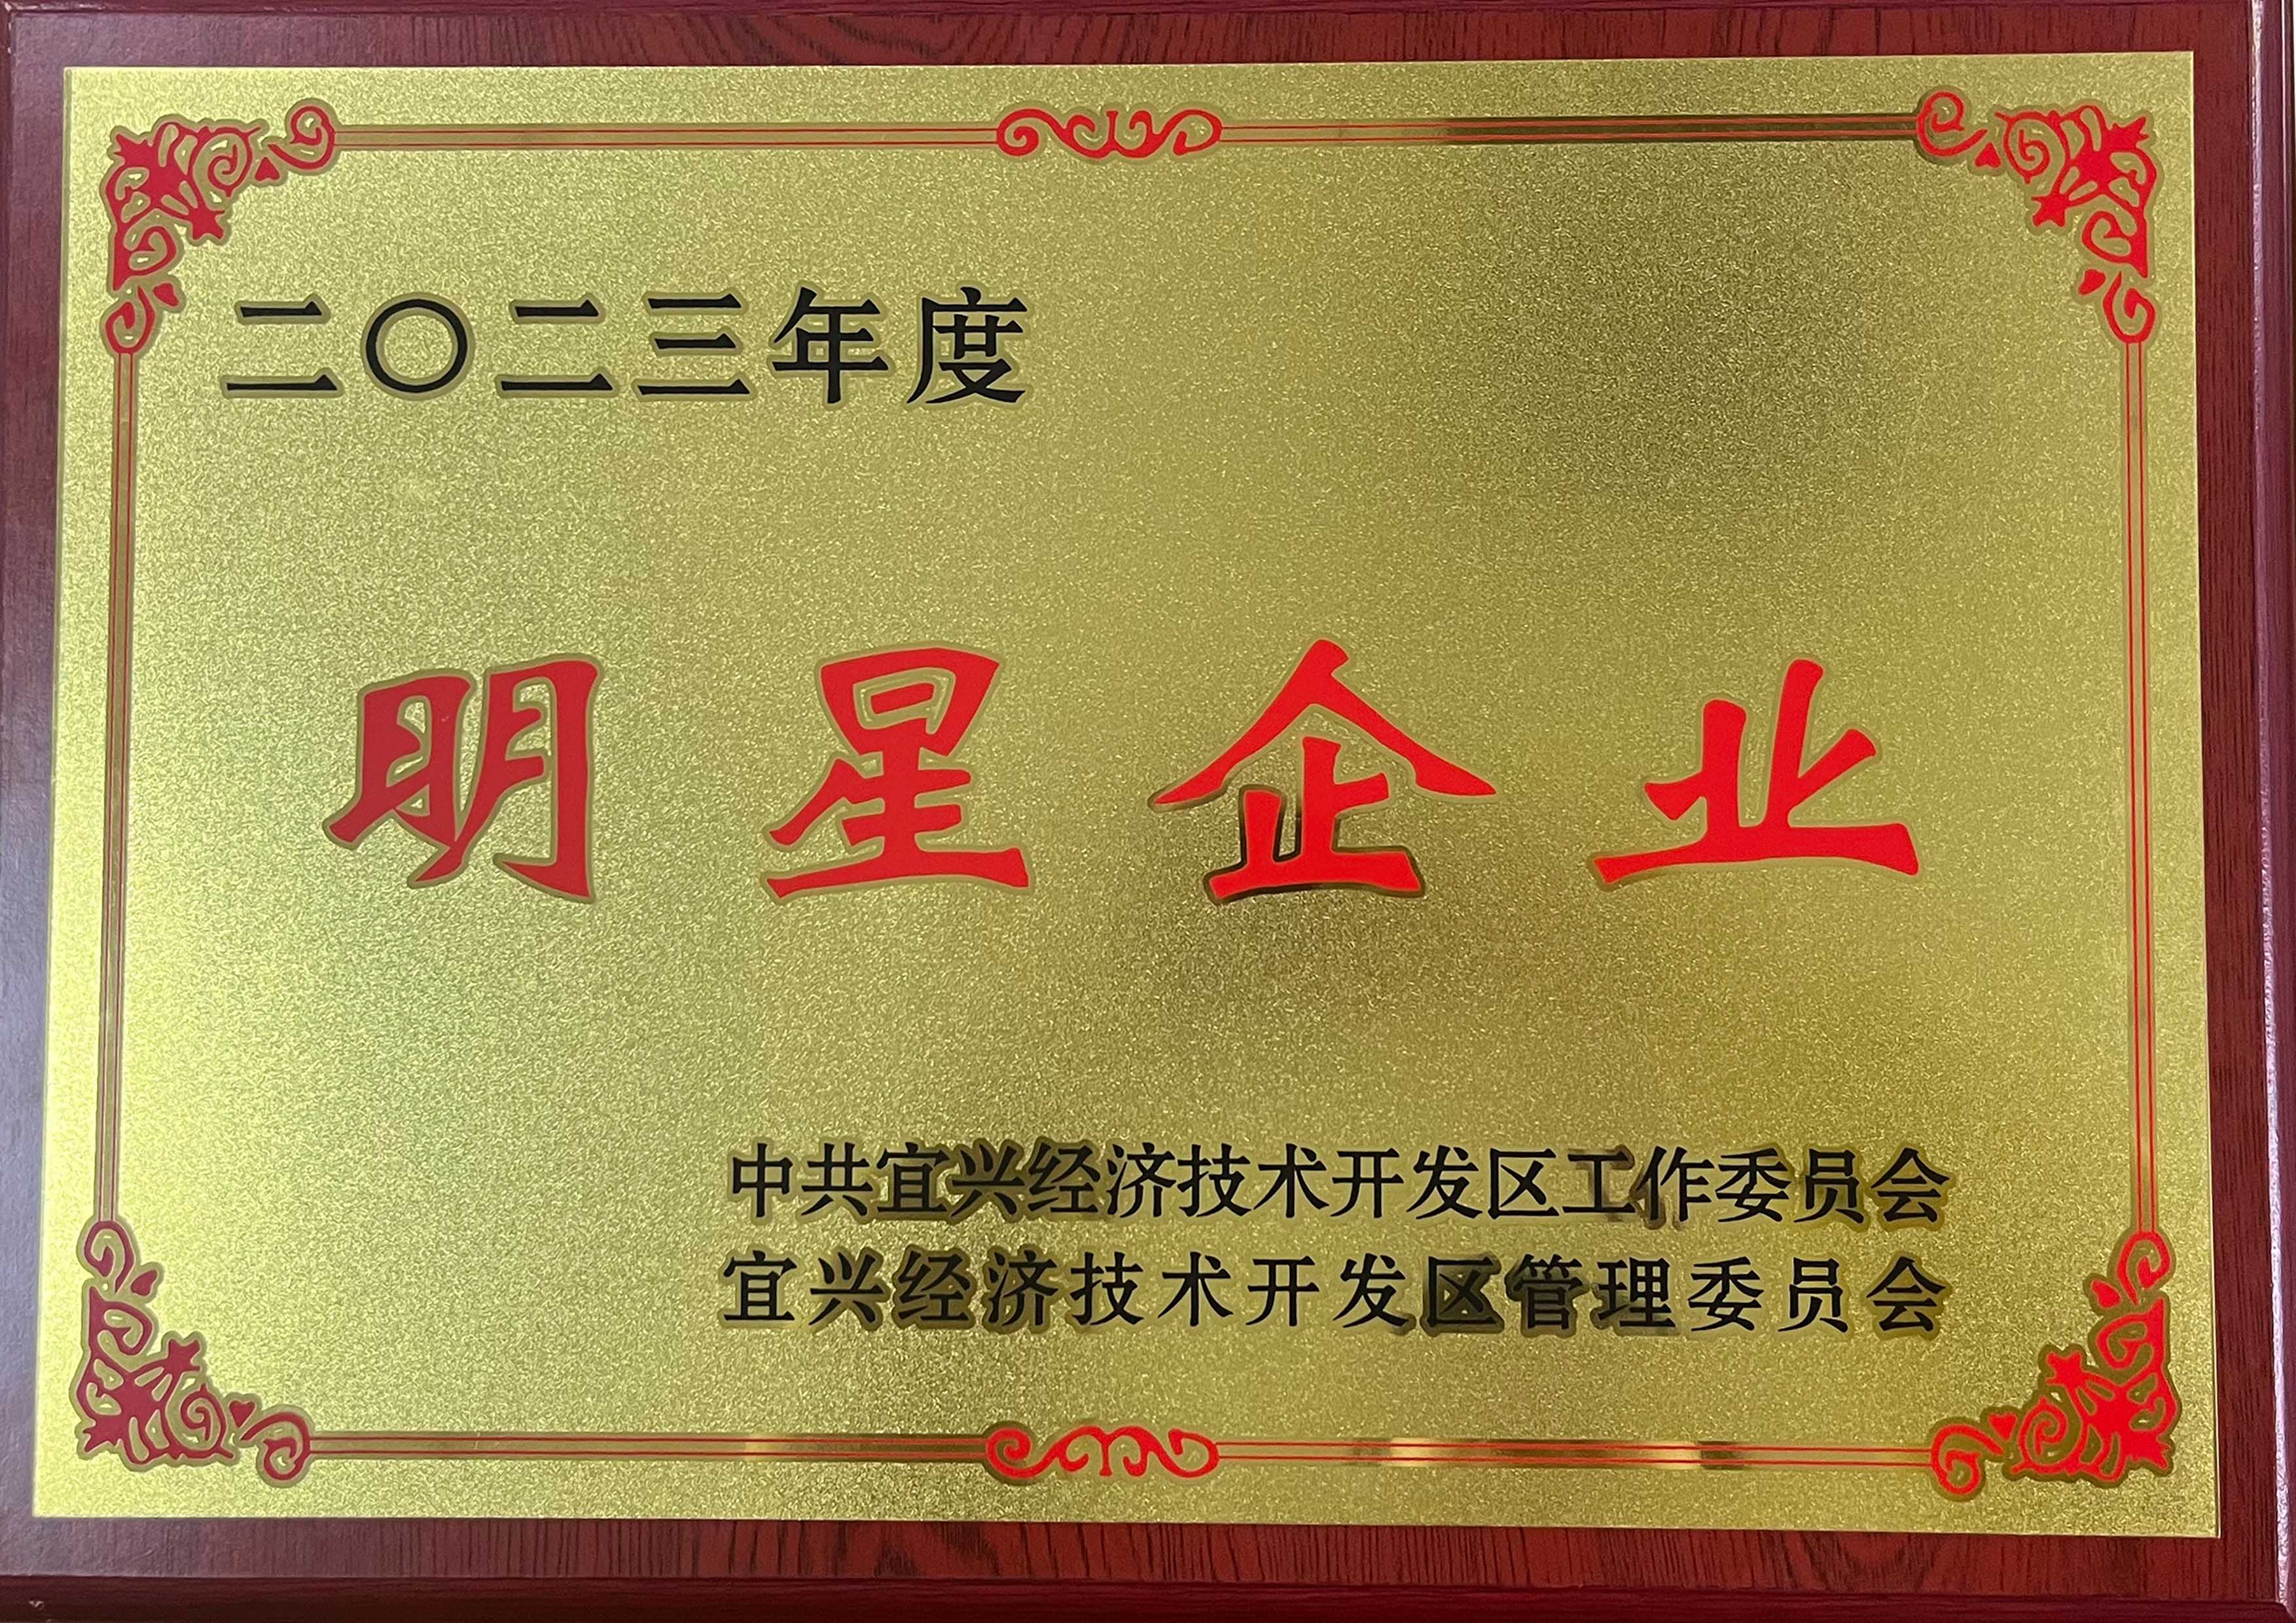 二〇二三年度
明星企业
中共宜兴经济技术开发区工作委员会
宜兴经济技术开发区管理委员会